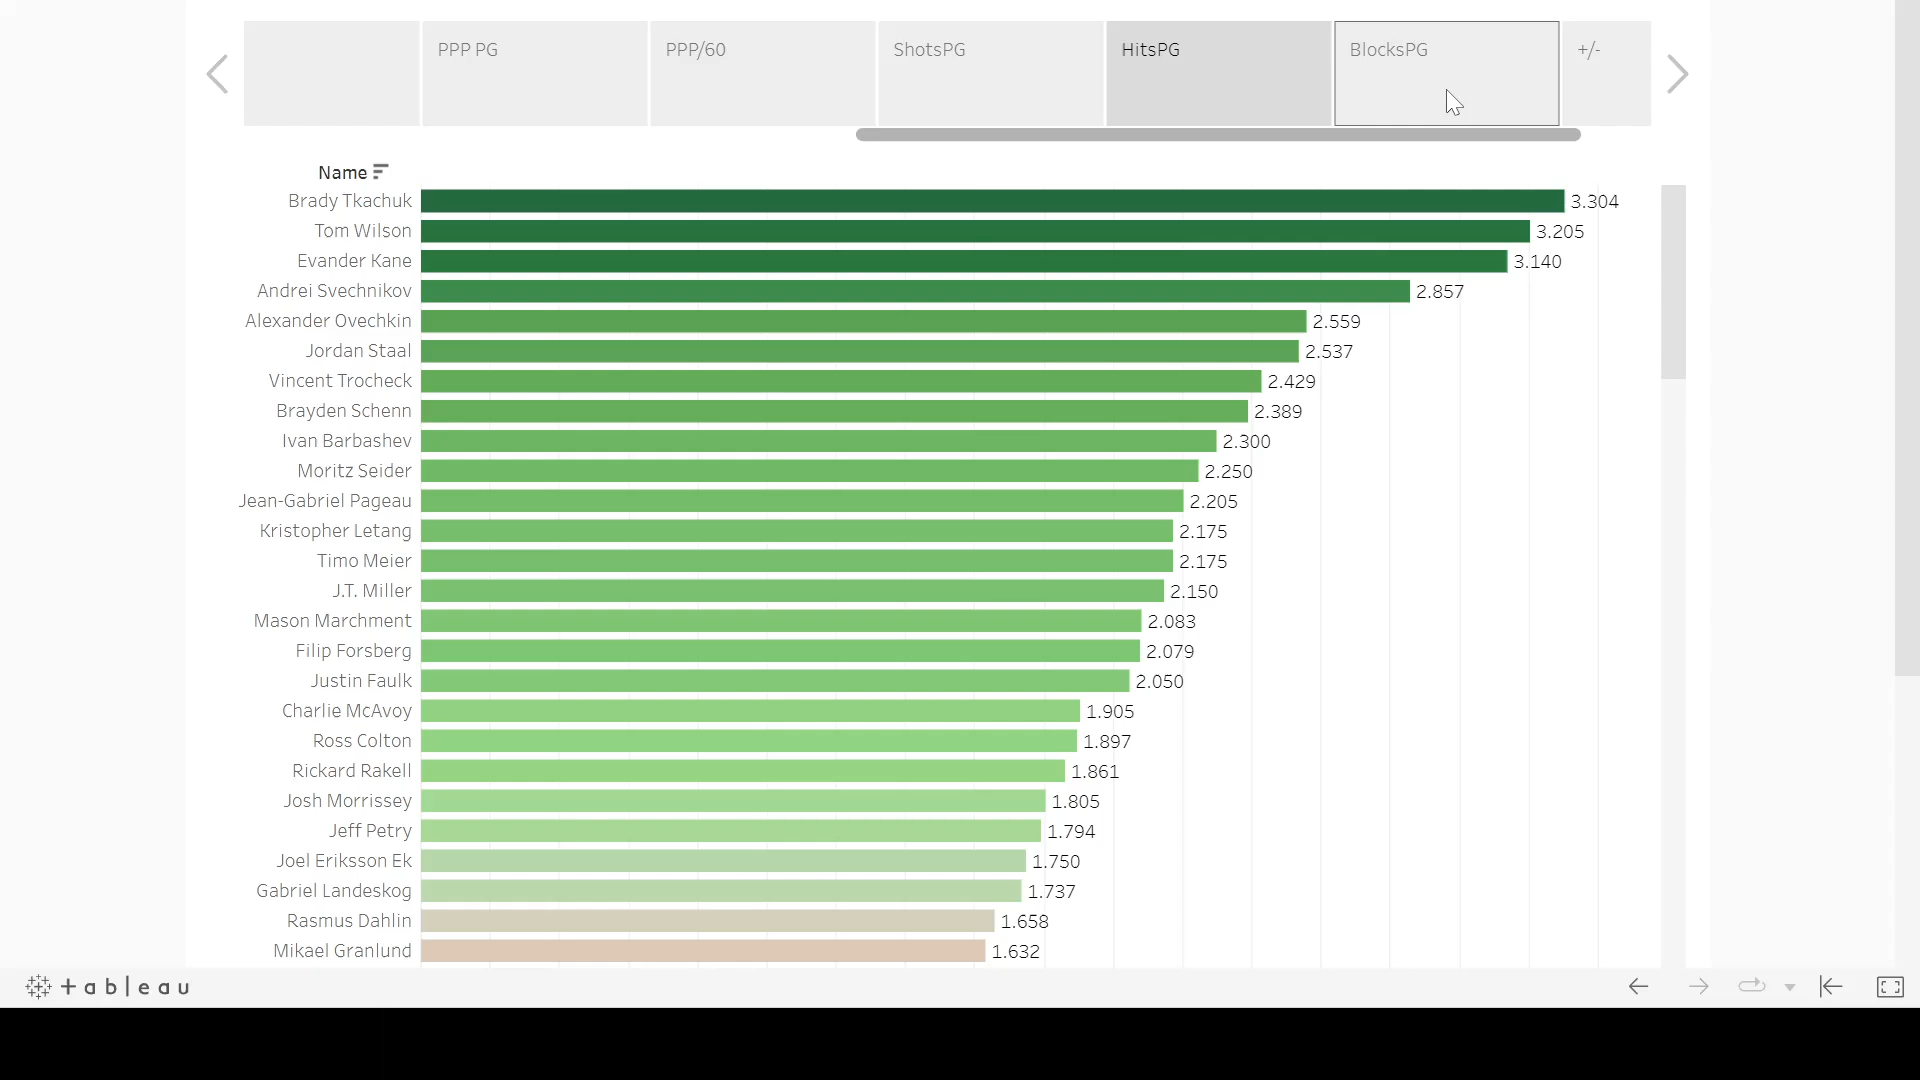 PPP PG PPP/60 ShotsPG HitsPG BlocksPG +/-
Name
Brady Tkachuk 3.304
Tom Wilson 3.205
Evander Kane 3.140
Andrei Svechnikov 2.857
Alexander Ovechkin 2.559
Jordan Staal 2.537
Vincent Trocheck 2.429
Brayden Schenn 2.389
Ivan Barbashev 2.300
Moritz Seider 2.250
Jean-Gabriel Pageau 2.205
Kristopher Letang 2.175
Timo Meier 2.175
J.T. Miller 2.150
Mason Marchment 2.083
Filip Forsberg 2.079
Justin Faulk 2.050
Charlie McAvoy 1.905
Ross Colton 1.897
Rickard Rakell 1.861
Josh Morrissey 1.805
Jeff Petry 1.794
Joel Eriksson Ek 1.750
Gabriel Landeskog 1.737
Rasmus Dahlin 1.658
Mikael Granlund 1.632
+ableau